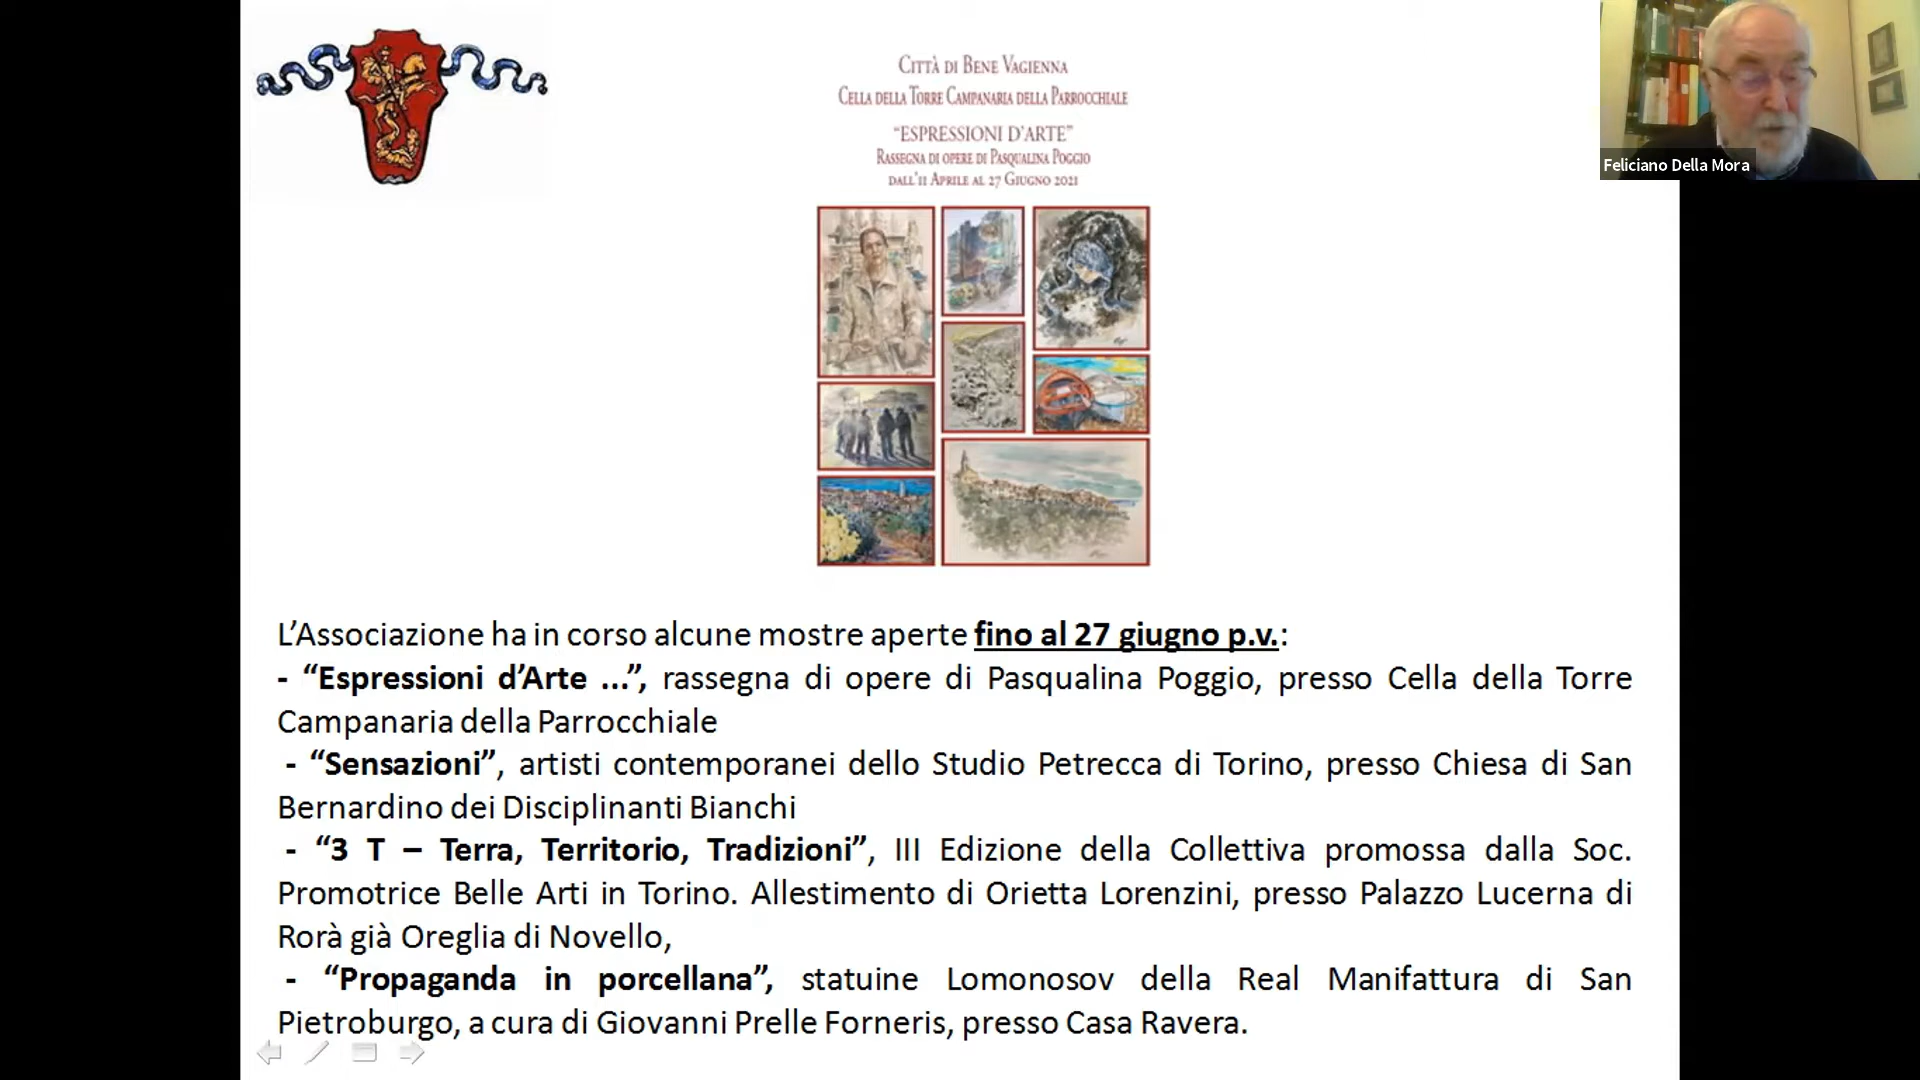 CITTÀ DI BENE VAGIENNA
CELLA DELLA TORRE CAMPANARIA DELLA PARROCCHIALE
“ESPRESSIONI D’ARTE”
RASSEGNA DI OPERE DI PASQUALINA POGGIO
DALL’11 APRILE AL 27 GIUGNO 2021
Feliciano Della Mora
L’Associazione ha in corso alcune mostre aperte fino al 27 giugno p.v.:
- “Espressioni d’Arte ...”, rassegna di opere di Pasqualina Poggio, presso Cella della Torre
Campanaria della Parrocchiale
- “Sensazioni”, artisti contemporanei dello Studio Petrecca di Torino, presso Chiesa di San
Bernardino dei Disciplinanti Bianchi
- “3 T – Terra, Territorio, Tradizioni”, III Edizione della Collettiva promossa dalla Soc.
Promotrice Belle Arti in Torino. Allestimento di Orietta Lorenzini, presso Palazzo Lucerna di
Rorà già Oreglia di Novello,
- “Propaganda in porcellana”, statuine Lomonosov della Real Manifattura di San
Pietroburgo, a cura di Giovanni Prelle Forneris, presso Casa Ravera.